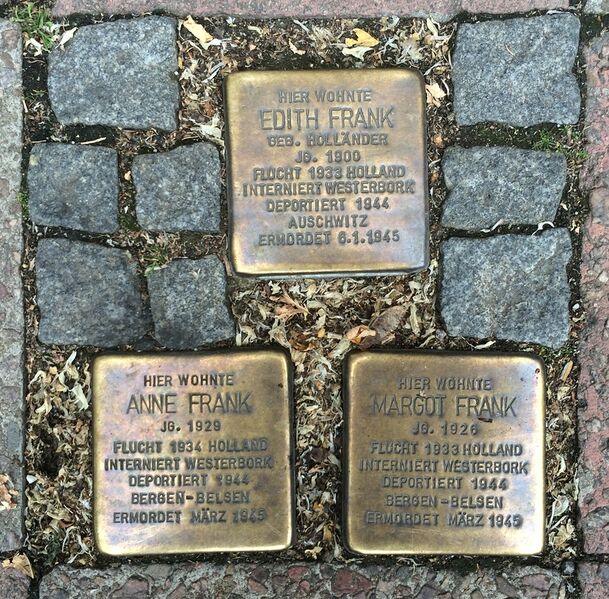 HIER WOHNTE
EDITH FRANK
GEB. HOLLÄNDER
JG. 1900
FLUCHT 1933 HOLLAND
INTERNIERT WESTERBORK
DEPORTIERT 1944
AUSCHWITZ
ERMORDET 6.1.1945
HIER WOHNTE
ANNE FRANK
JG. 1929
FLUCHT 1934 HOLLAND
INTERNIERT WESTERBORK
DEPORTIERT 1944
BERGEN-BELSEN
ERMORDET MÄRZ 1945
HIER WOHNTE
MARGOT FRANK
JG. 1926
FLUCHT 1933 HOLLAND
INTERNIERT WESTERBORK
DEPORTIERT 1944
BERGEN-BELSEN
ERMORDET MÄRZ 1945